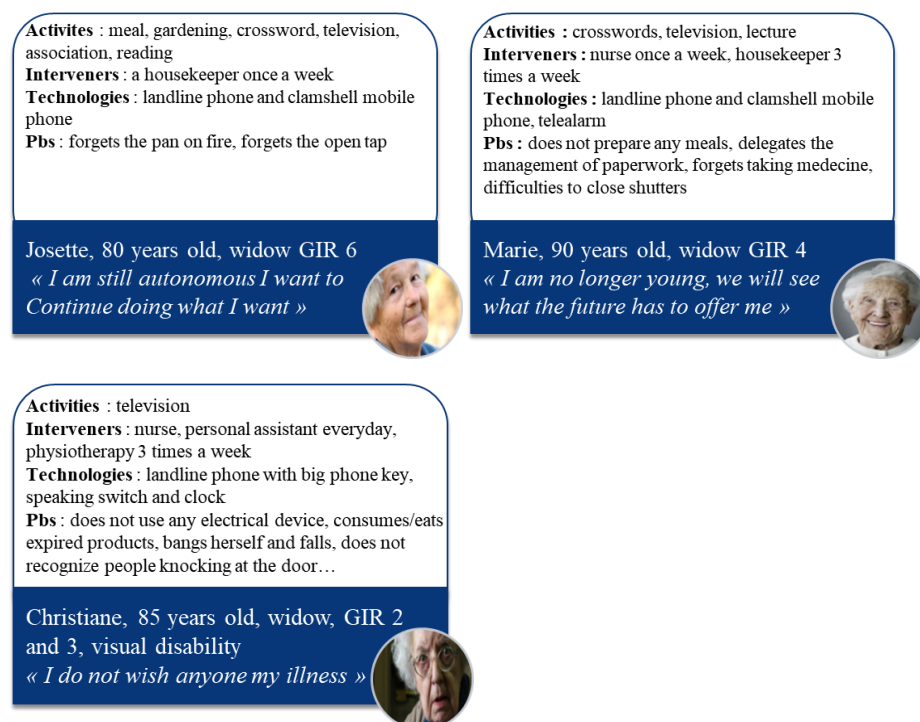 Activites : meal, gardening, crossword, television,
association, reading
Interveners : a housekeeper once a week
Technologies : landline phone and clamshell mobile
phone
Pbs : forgets the pan on fire, forgets the open tap
Josette, 80 years old, widow GIR 6
« I am still autonomous I want to
Continue doing what I want »
Activities : crosswords, television, lecture
Interveners : nurse once a week, housekeeper 3
times a week
Technologies : landline phone and clamshell mobile
phone, telealarm
Pbs : does not prepare any meals, delegates the
management of paperwork, forgets taking medecine,
difficulties to close shutters
Marie, 90 years old, widow GIR 4
« I am no longer young, we will see
what the future has to offer me »
Activities : television
Interveners : nurse, personal assistant everyday,
physiotherapy 3 times a week
Technologies : landline phone with big phone key,
speaking switch and clock
Pbs : does not use any electrical device, consumes/eats
expired products, bangs herself and falls, does not
recognize people knocking at the door…
Christiane, 85 years old, widow, GIR 2
and 3, visual disability
« I do not wish anyone my illness »